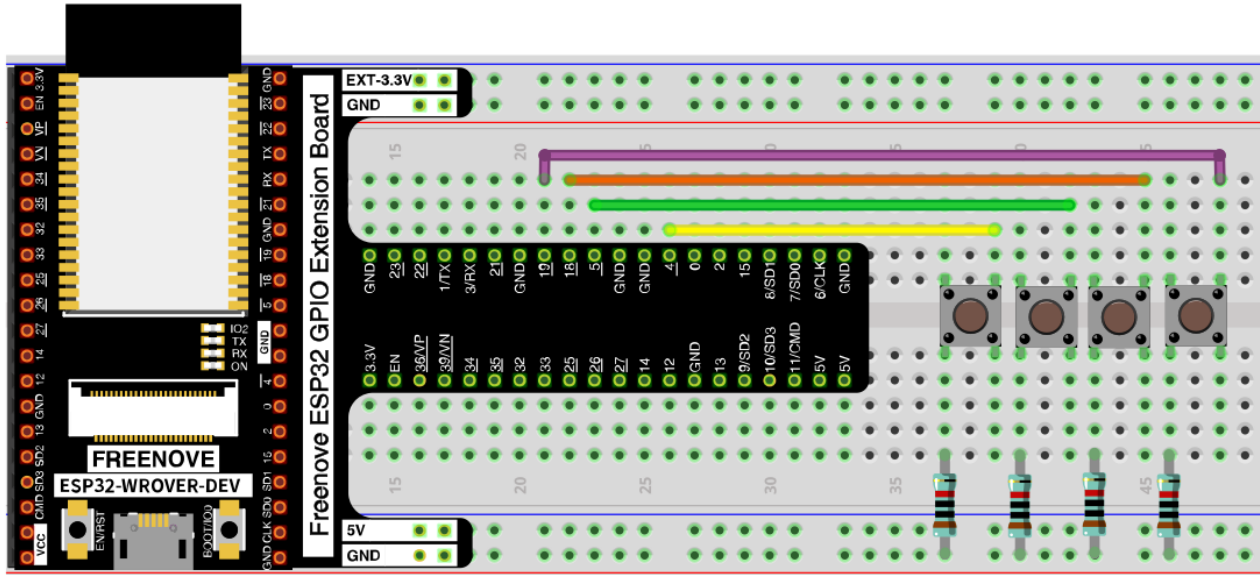 3.3V
EN
VP
VN
34
35
32
33
25
26
27
14
12
GND
13
SD2
SD3
CMD
VCC
GND
23
22
TX
RX
21
GND
19
18
5
GND
4
0
2
15
SD1
SD0
CLK
GND
IO2
TX
RX
ON
FREENOVE
ESP32-WROVER-DEV
EN/RST
BOOT/IO0
Freenove ESP32 GPIO Extension Board
EXT-3.3V
GND
15
20
25
GND
23
22
1/TX
3/RX
21
GND
19
18
5
GND
GND
4
0
2
15
8/SD1
7/SD0
6/CLK
GND
3.3V
EN
36/VP
39/VN
34
35
32
33
25
26
27
14
12
GND
13
9/SD2
10/SD3
11/CMD
5V
5V
15
20
25
30
35
45
5V
GND